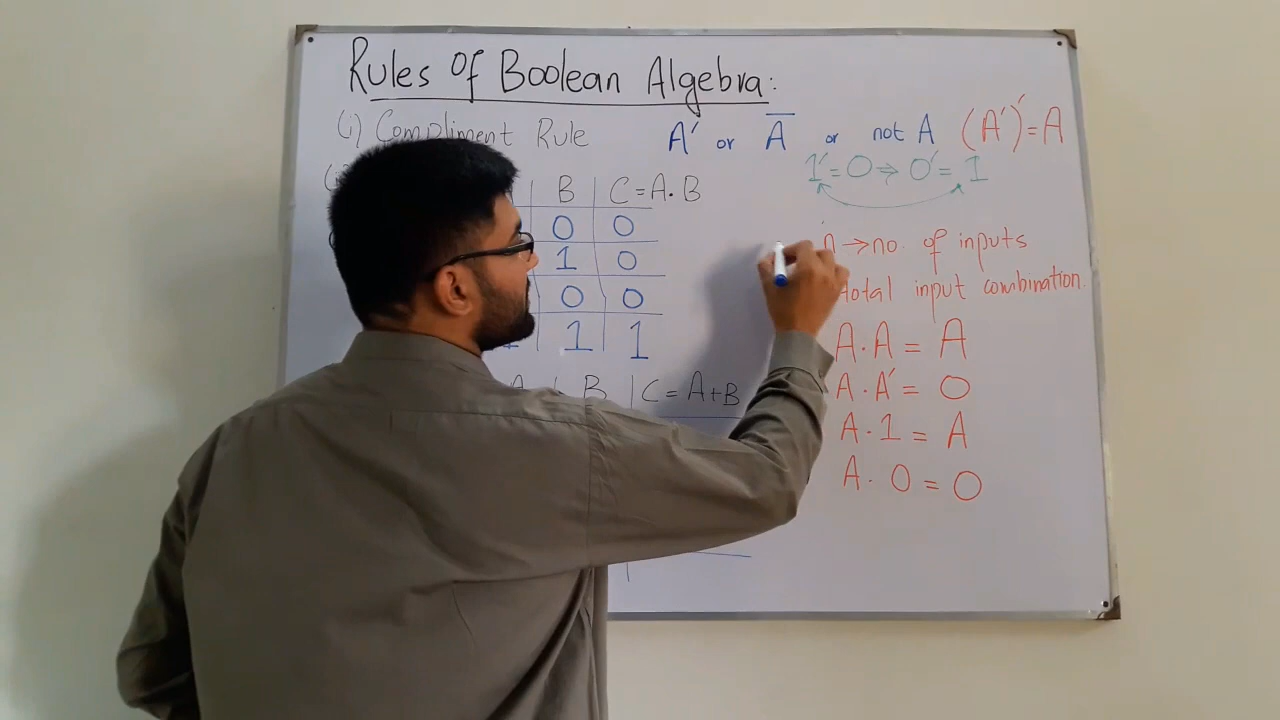 Rules of Boolean Algebra:
(i) Compliment Rule A' or A̅ or not A (A')' = A
1' = 0 → 0' = 1
B | C = A · B
0 | 0
1 | 0
0 | 0
1 | 1
n → no. of inputs
total input combination.
A · A = A
A · A' = 0
A · 1 = A
A · 0 = 0
A | B | C = A + B